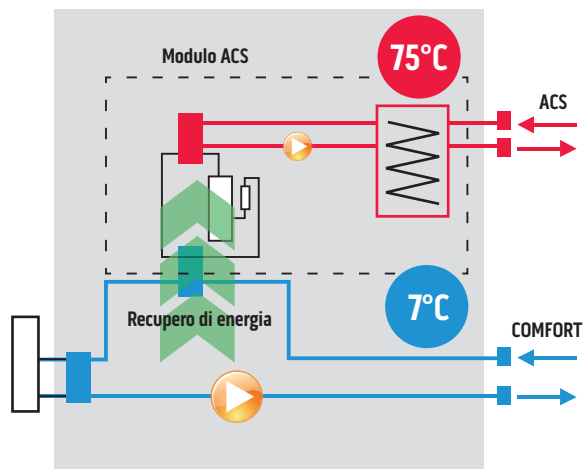 Modulo ACS
75°C
ACS
7°C
Recupero di energia
COMFORT